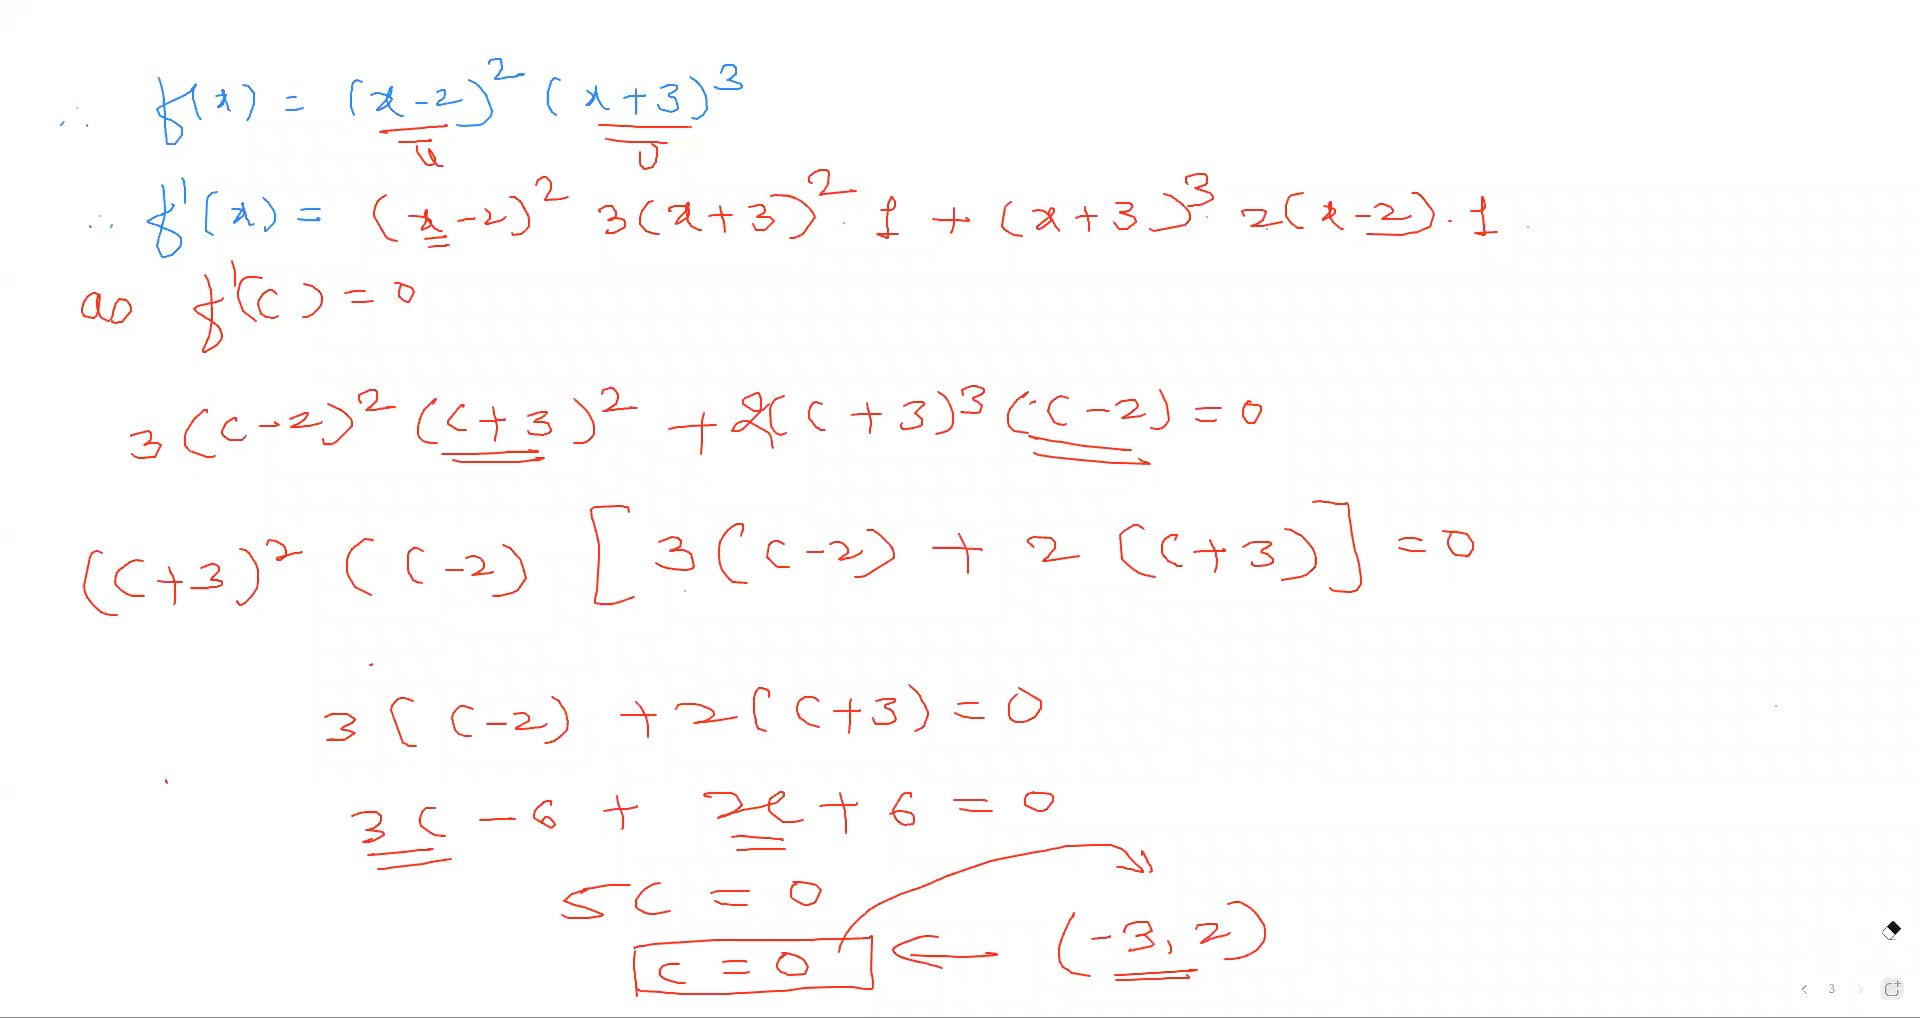 ∴ f(x) = (x-2)² (x+3)³
u v
∴ f'(x) = (x-2)² 3(x+3)² · 1 + (x+3)³ · 2(x-2) · 1
as f'(c) = 0
3(c-2)² (c+3)² + 2(c+3)³ (c-2) = 0
(c+3)² (c-2) [3(c-2) + 2(c+3)] = 0
3(c-2) + 2(c+3) = 0
3c - 6 + 2c + 6 = 0
5c = 0
c = 0 ← (-3, 2)
< 3 >